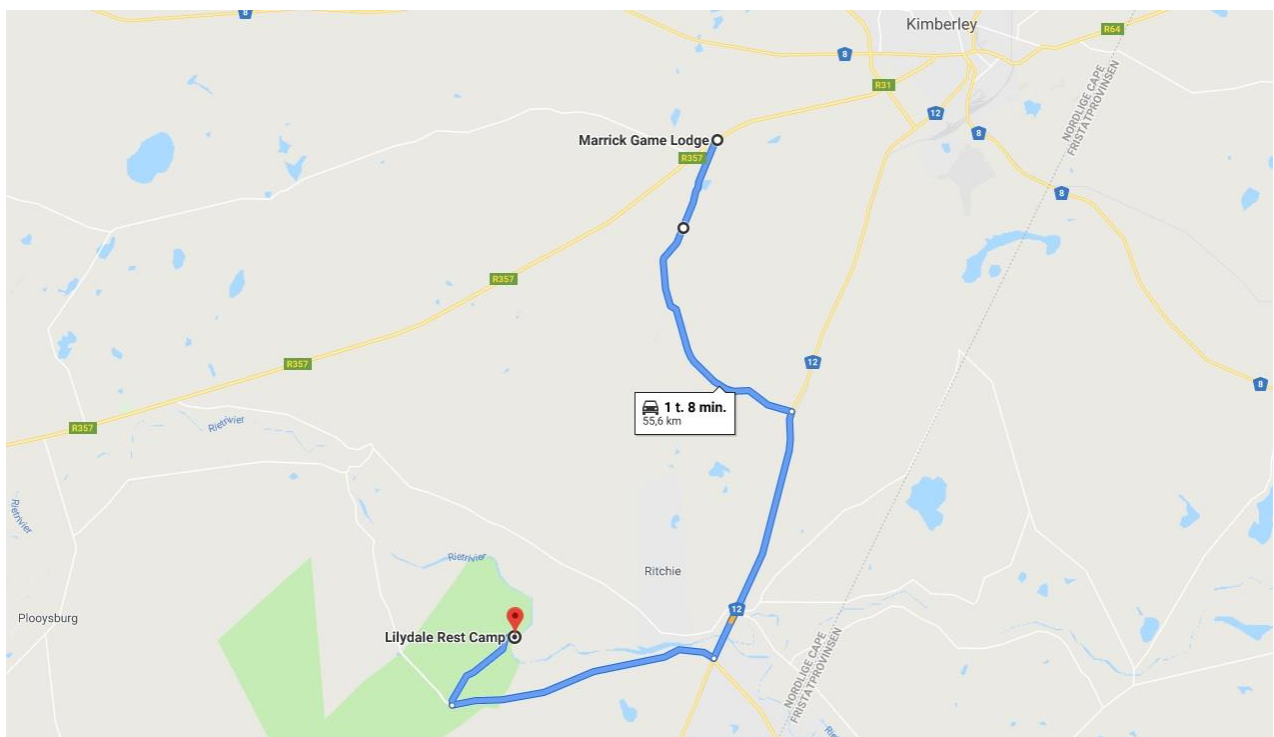 8
Kimberley
R64
8
R31
12
8
NORDLIGE CAPE
FRISTATPROVINSEN
Marrick Game Lodge
R357
8
R357
12
R357
8
1 t. 8 min.
55,6 km
R357
Rietrivier
Rietrivier
Rietrivier
Ritchie
12
Plooysburg
Lilydale Rest Camp
NORDLIGE CAPE
FRISTATPROVINSEN